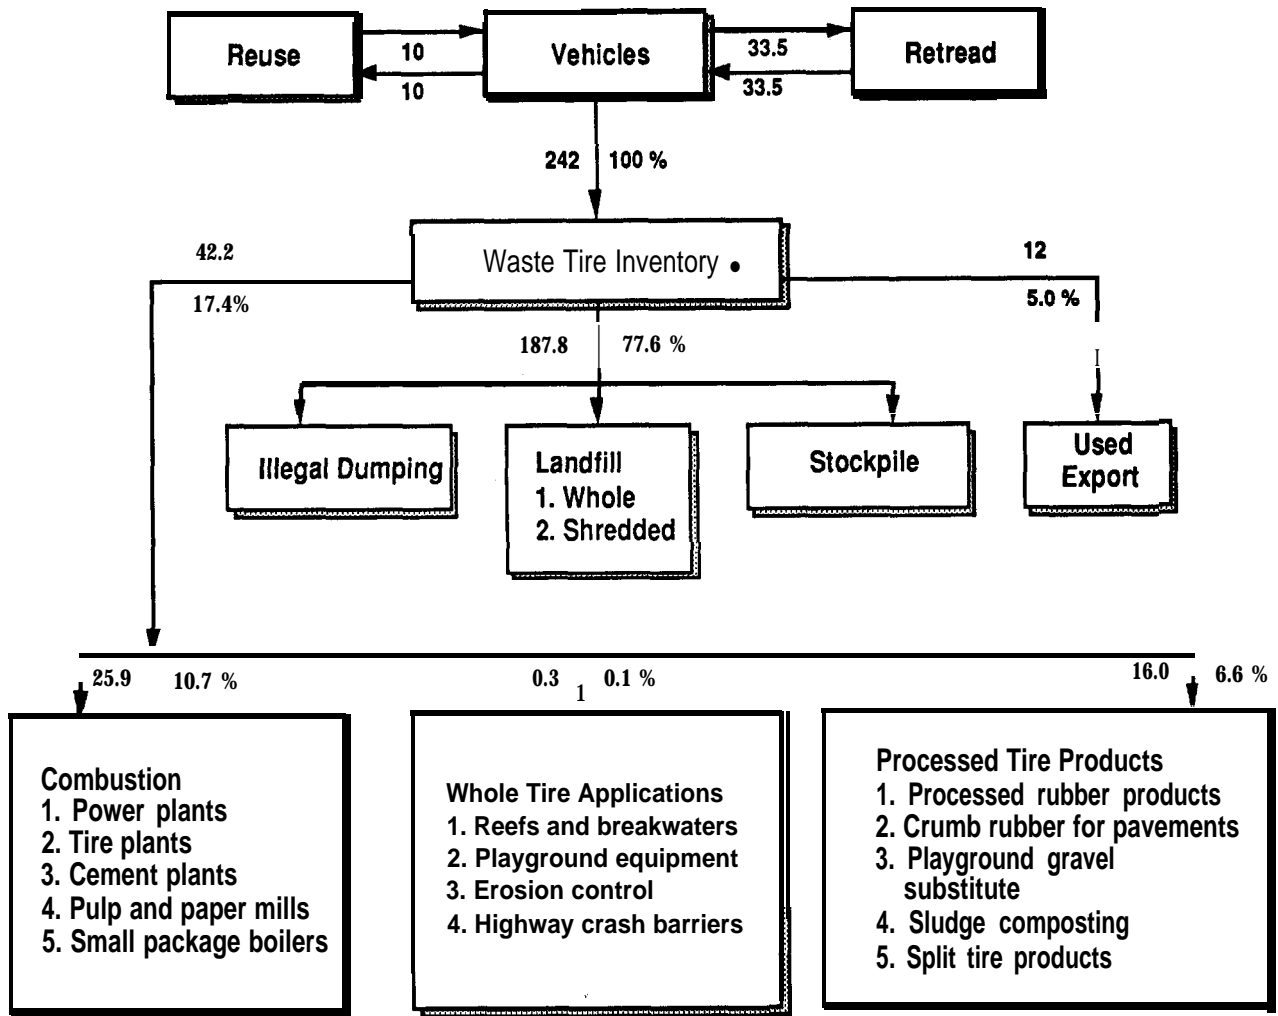 Reuse
10
10
Vehicles
33.5
33.5
Retread
242 100 %
Waste Tire Inventory •
42.2
17.4%
12
5.0 %
187.8 77.6 %
Illegal Dumping
Landfill
1. Whole
2. Shredded
Stockpile
Used
Export
25.9 10.7 %
0.3 0.1 %
16.0 6.6 %
Combustion
1. Power plants
2. Tire plants
3. Cement plants
4. Pulp and paper mills
5. Small package boilers
Whole Tire Applications
1. Reefs and breakwaters
2. Playground equipment
3. Erosion control
4. Highway crash barriers
Processed Tire Products
1. Processed rubber products
2. Crumb rubber for pavements
3. Playground gravel
substitute
4. Sludge composting
5. Split tire products